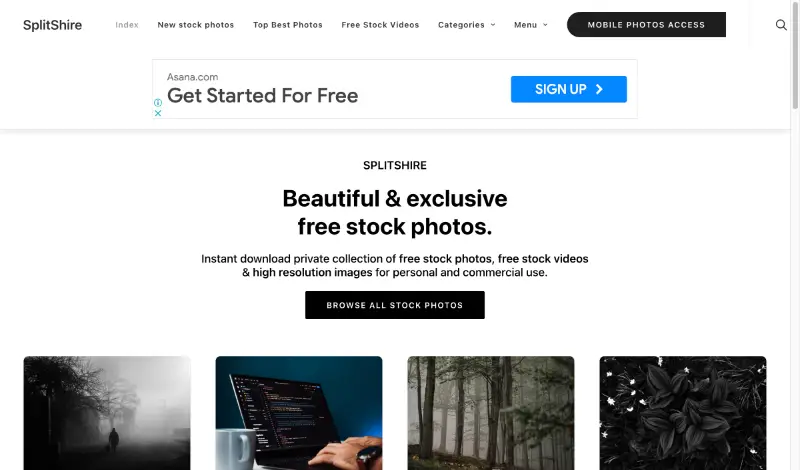 SplitShire
Index
New stock photos
Top Best Photos
Free Stock Videos
Categories
Menu
MOBILE PHOTOS ACCESS
Asana.com
Get Started For Free
SIGN UP
SPLITSHIRE
Beautiful & exclusive
free stock photos.
Instant download private collection of free stock photos, free stock videos
& high resolution images for personal and commercial use.
BROWSE ALL STOCK PHOTOS